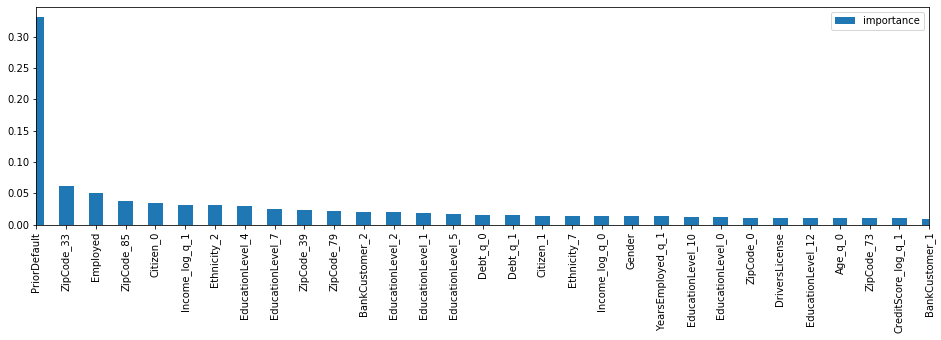 importance
0.30
0.25
0.20
0.15
0.10
0.05
0.00
PriorDefault
ZipCode_33
Employed
ZipCode_85
Citizen_0
Income_log_q_1
Ethnicity_2
EducationLevel_4
EducationLevel_7
ZipCode_39
ZipCode_79
BankCustomer_2
EducationLevel_2
EducationLevel_1
EducationLevel_5
Debt_q_0
Debt_q_1
Citizen_1
Ethnicity_7
Income_log_q_0
Gender
YearsEmployed_q_1
EducationLevel_10
EducationLevel_0
ZipCode_0
DriversLicense
EducationLevel_12
Age_q_0
ZipCode_73
CreditScore_log_q_1
BankCustomer_1